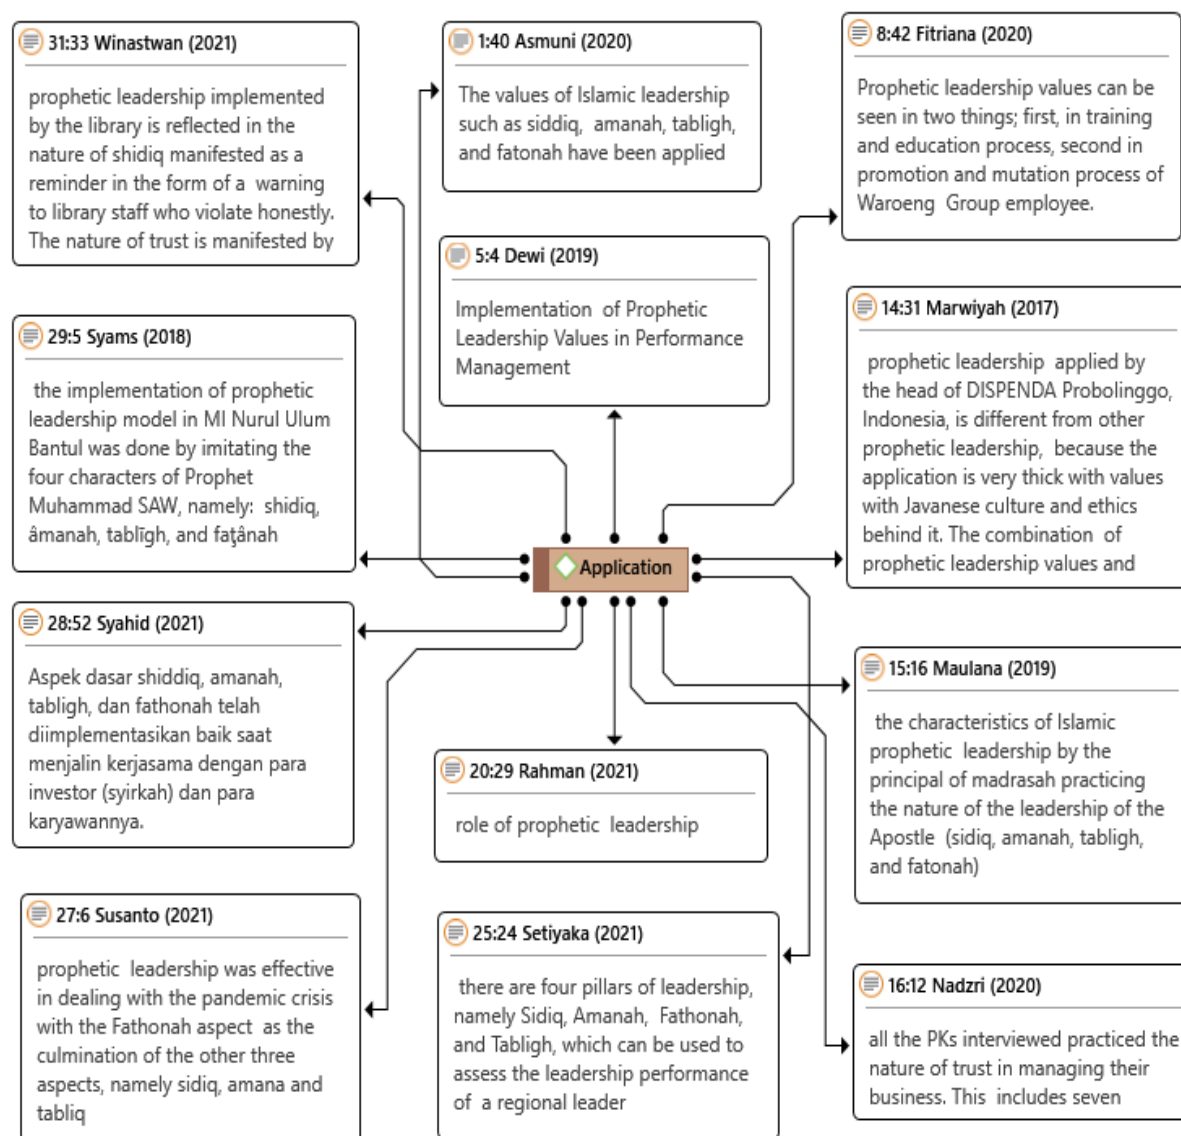 31:33 Winastwan (2021)
prophetic leadership implemented
by the library is reflected in the
nature of shidiq manifested as a
reminder in the form of a warning
to library staff who violate honestly.
The nature of trust is manifested by
1:40 Asmuni (2020)
The values of Islamic leadership
such as siddiq, amanah, tabligh,
and fatonah have been applied
8:42 Fitriana (2020)
Prophetic leadership values can be
seen in two things; first, in training
and education process, second in
promotion and mutation process of
Waroeng Group employee.
5:4 Dewi (2019)
Implementation of Prophetic
Leadership Values in Performance
Management
29:5 Syams (2018)
the implementation of prophetic
leadership model in MI Nurul Ulum
Bantul was done by imitating the
four characters of Prophet
Muhammad SAW, namely: shidiq,
âmanah, tablīgh, and faţânah
14:31 Marwiyah (2017)
prophetic leadership applied by
the head of DISPENDA Probolinggo,
Indonesia, is different from other
prophetic leadership, because the
application is very thick with values
with Javanese culture and ethics
behind it. The combination of
prophetic leadership values and
Application
28:52 Syahid (2021)
Aspek dasar shiddiq, amanah,
tabligh, dan fathonah telah
diimplementasikan baik saat
menjalin kerjasama dengan para
investor (syirkah) dan para
karyawannya.
15:16 Maulana (2019)
the characteristics of Islamic
prophetic leadership by the
principal of madrasah practicing
the nature of the leadership of the
Apostle (sidiq, amanah, tabligh,
and fatonah)
20:29 Rahman (2021)
role of prophetic leadership
27:6 Susanto (2021)
prophetic leadership was effective
in dealing with the pandemic crisis
with the Fathonah aspect as the
culmination of the other three
aspects, namely sidiq, amana and
tabliq
25:24 Setiyaka (2021)
there are four pillars of leadership,
namely Sidiq, Amanah, Fathonah,
and Tabligh, which can be used to
assess the leadership performance
of a regional leader
16:12 Nadzri (2020)
all the PKs interviewed practiced the
nature of trust in managing their
business. This includes seven